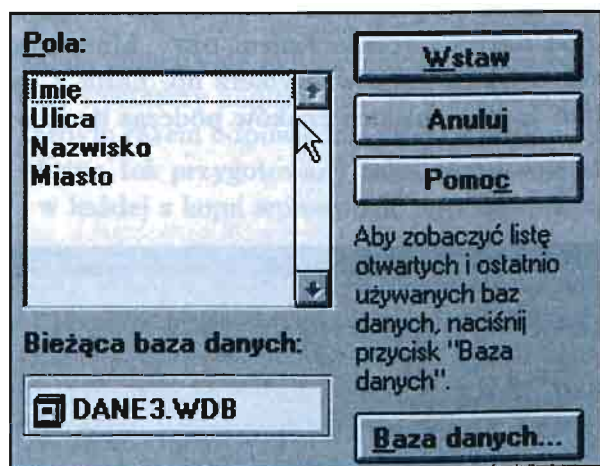 Pola:
Imię
Ulica
Nazwisko
Miasto
Bieżąca baza danych:
DANE3.WDB
Wstaw
Anuluj
Pomoc
Aby zobaczyć listę
otwartych i ostatnio
używanych baz
danych, naciśnij
przycisk "Baza
danych".
Baza danych...